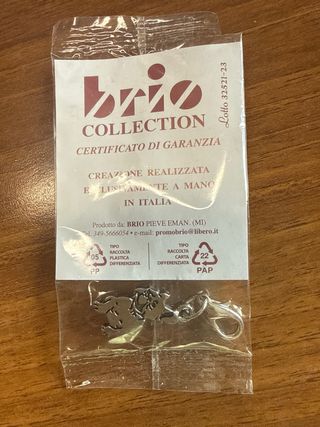 brio
COLLECTION
CERTIFICATO DI GARANZIA
Lotto 32521-23
CREAZIONE REALIZZATA
ESCLUSIVAMENTE A MANO
IN ITALIA
Prodotto da: BRIO PIEVE EMAN. (MI)
349-5666054 • e-mail: promobrio@libero.it
05
PP
TIPO
RACCOLTA
PLASTICA
DIFFERENZIATA
22
PAP
TIPO
RACCOLTA
CARTA
DIFFERENZIATA